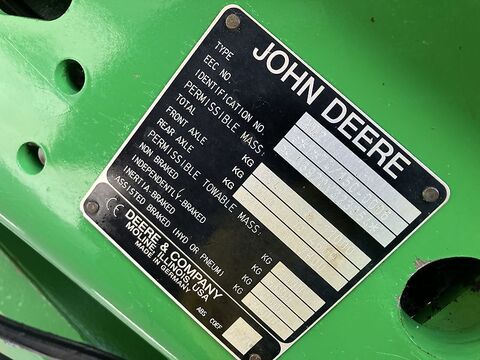 JOHN DEERE
TYPE
EEC NO.
IDENTIFICATION NO.
PERMISSIBLE MASS:
TOTAL KG
FRONT AXLE KG
REAR AXLE KG
PERMISSIBLE TOWABLE MASS:
NON BRAKED/ KG
INDEPENDENTLY-BRAKED KG
INERTIA-BRAKED KG
ASSISTED BRAKED (HYD OR PNEUM) KG
CE DEERE & COMPANY
MOLINE, ILLINOIS, USA
MADE IN GERMANY ABS COEF